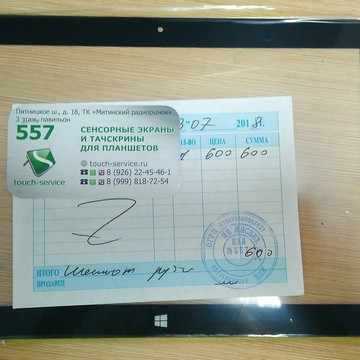 Пятницкое ш., д. 18, ТК «Митинский радиорынок»
3 этаж, павильон
557
СЕНСОРНЫЕ ЭКРАНЫ
И ТАЧСКРИНЫ
ДЛЯ ПЛАНШЕТОВ
touch-service
touch-service.ru
8 (926) 22-45-46-1
8 (999) 818-72-54
07 2018г.
ЦЕНА СУММА
600 600
600
ИТОГО
ПРОДАВЕЦ